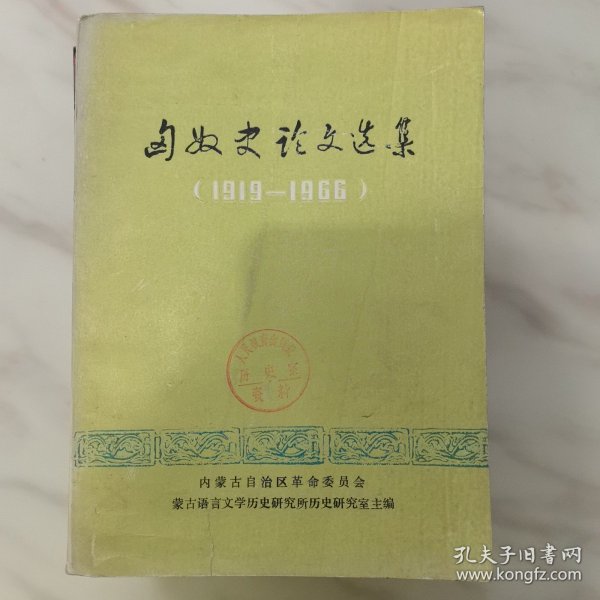 匈奴史论文选集
(1919—1966)
内蒙古自治区革命委员会
蒙古语言文学历史研究所历史研究室主编
孔夫子旧书网
www.kongfz.com